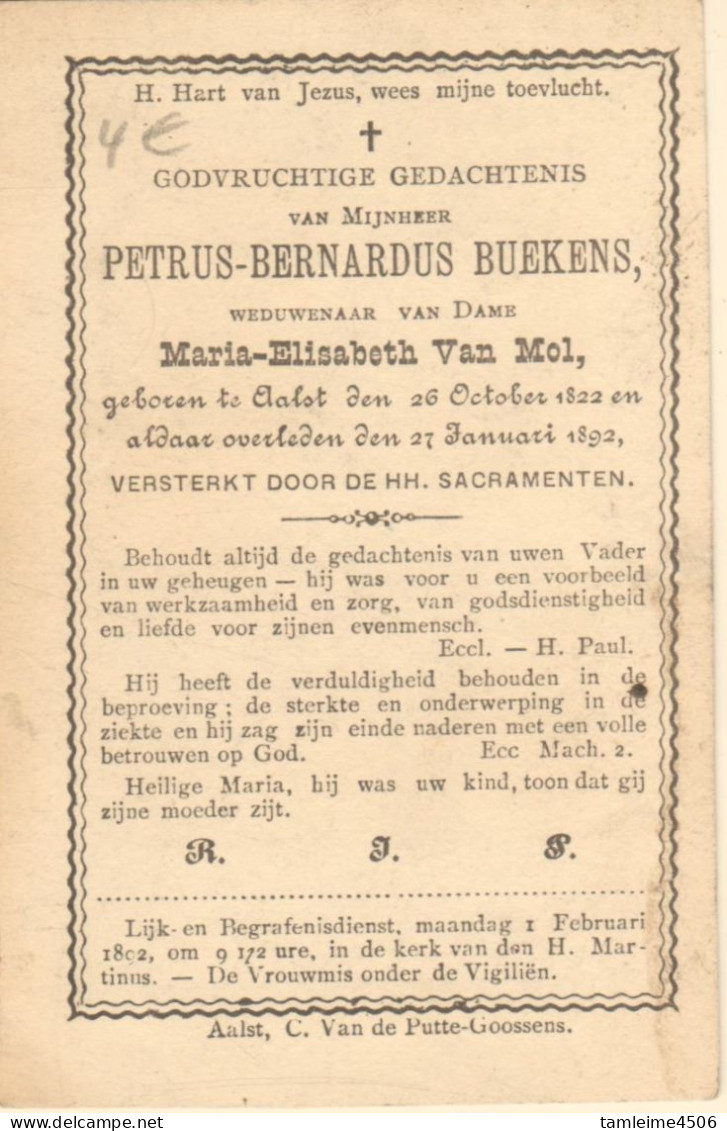 H. Hart van Jezus, wees mijne toevlucht.
4 €
GODVRUCHTIGE GEDACHTENIS
VAN MIJNHEER
PETRUS-BERNARDUS BUEKENS,
WEDUWENAAR VAN DAME
Maria-Elisabeth Van Mol,
geboren te Aalst den 26 October 1822 en
aldaar overleden den 27 Januari 1892,
VERSTERKT DOOR DE HH. SACRAMENTEN.
Behoudt altijd de gedachtenis van uwen Vader
in uw geheugen — hij was voor u een voorbeeld
van werkzaamheid en zorg, van godsdienstigheid
en liefde voor zijnen evenmensch.
Eccl. — H. Paul.
Hij heeft de verduldigheid behouden in de
beproeving ; de sterkte en onderwerping in de
ziekte en hij zag zijn einde naderen met een volle
betrouwen op God. Ecc Mach. 2.
Heilige Maria, hij was uw kind, toon dat gij
zijne moeder zijt.
R. I. P.
Lijk- en Begrafenisdienst, maandag 1 Februari
1892, om 9 1/2 ure, in de kerk van den H. Mar-
tinus. — De Vrouwmis onder de Vigiliën.
Aalst, C. Van de Putte-Goossens.
delcampe.net
tamleime4506